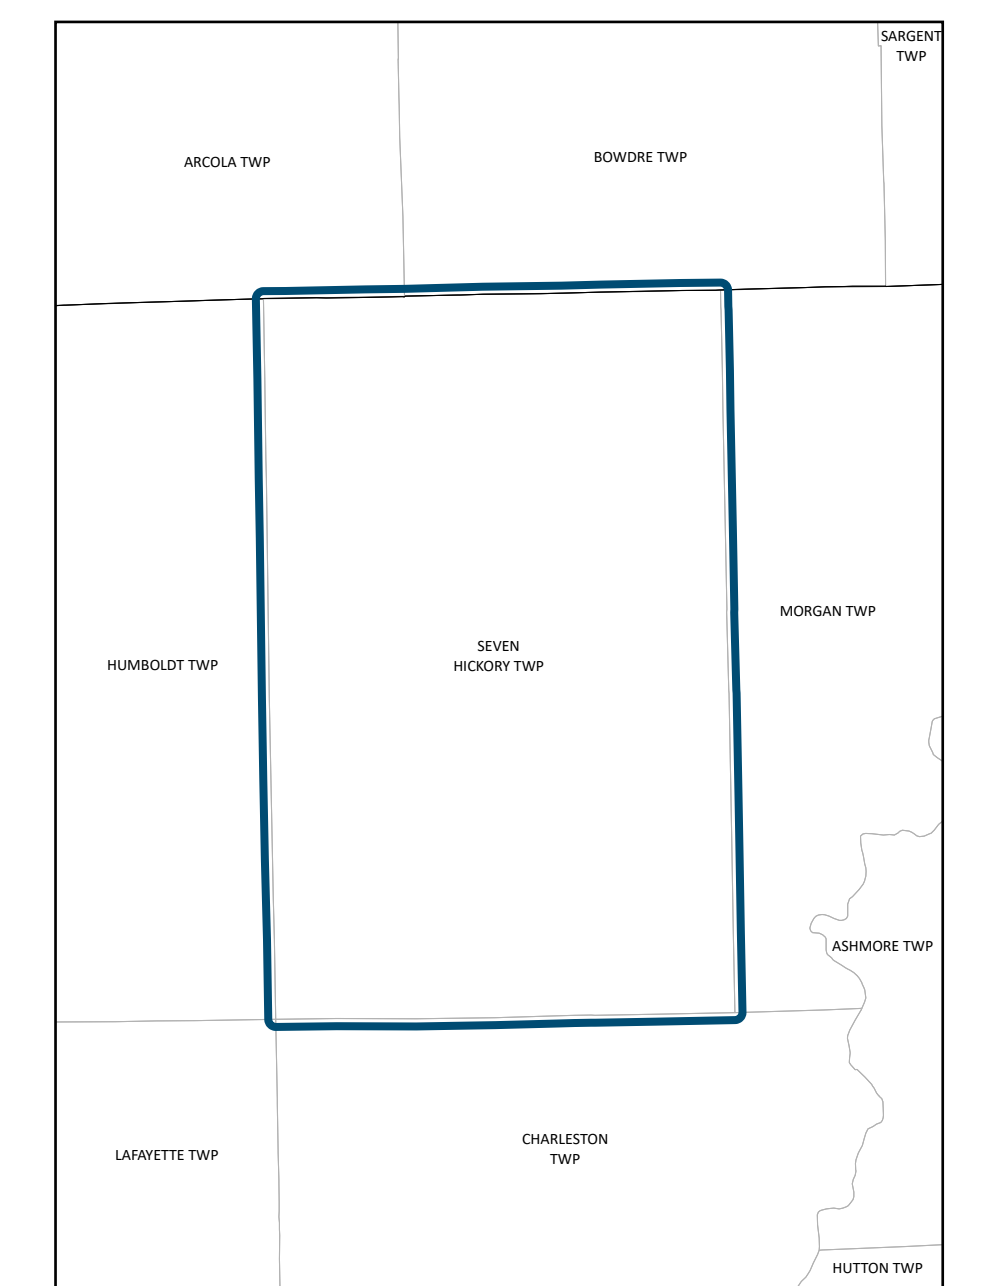 SARGENT
TWP
ARCOLA TWP
BOWDRE TWP
MORGAN TWP
SEVEN
HICKORY TWP
HUMBOLDT TWP
ASHMORE TWP
CHARLESTON
TWP
LAFAYETTE TWP
HUTTON TWP